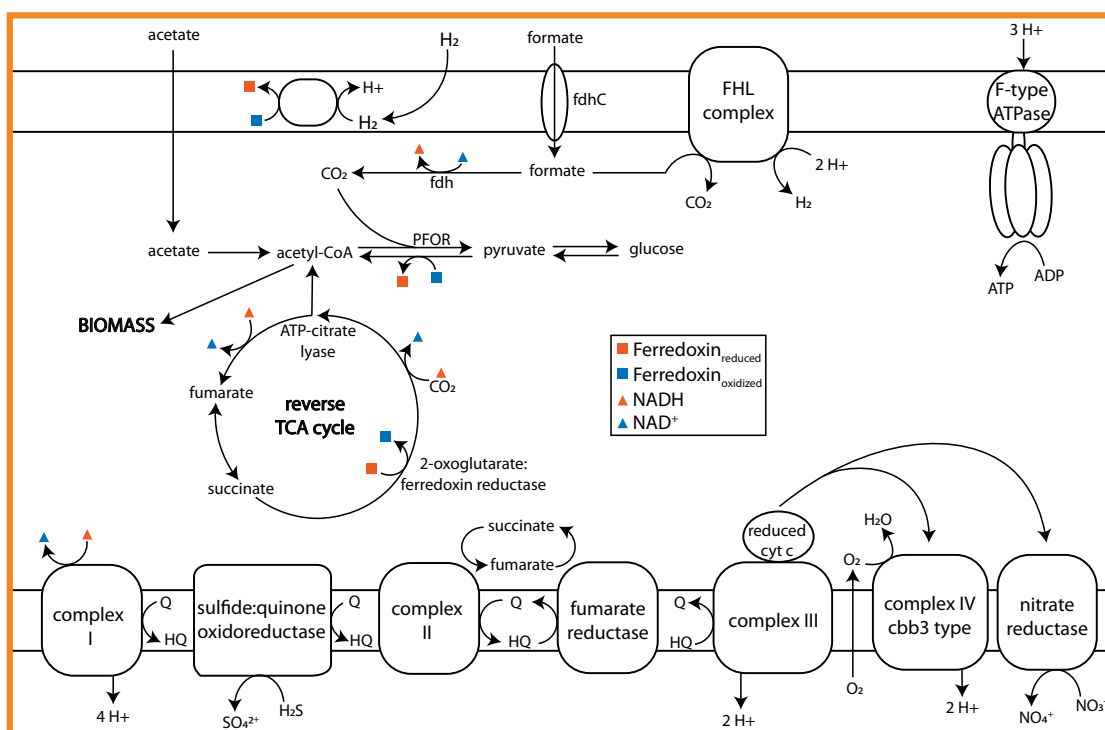 acetate
H₂
formate
3 H+
H+
H₂
fdhC
FHL
complex
F-type
ATPase
CO₂
fdh
formate
2 H+
CO₂
H₂
acetate
acetyl-CoA
PFOR
pyruvate
glucose
ATP
ADP
BIOMASS
ATP-citrate
lyase
CO₂
fumarate
reverse
TCA cycle
succinate
2-oxoglutarate:
ferredoxin reductase
Ferredoxin reduced
Ferredoxin oxidized
NADH
NAD⁺
succinate
fumarate
reduced
cyt c
H₂O
O₂
complex
I
Q
HQ
sulfide:quinone
oxidoreductase
Q
HQ
complex
II
Q
HQ
fumarate
reductase
Q
HQ
complex III
complex IV
cbb3 type
nitrate
reductase
4 H+
SO₄²⁺
H₂S
2 H+
O₂
2 H+
NO₄⁺
NO₃⁻